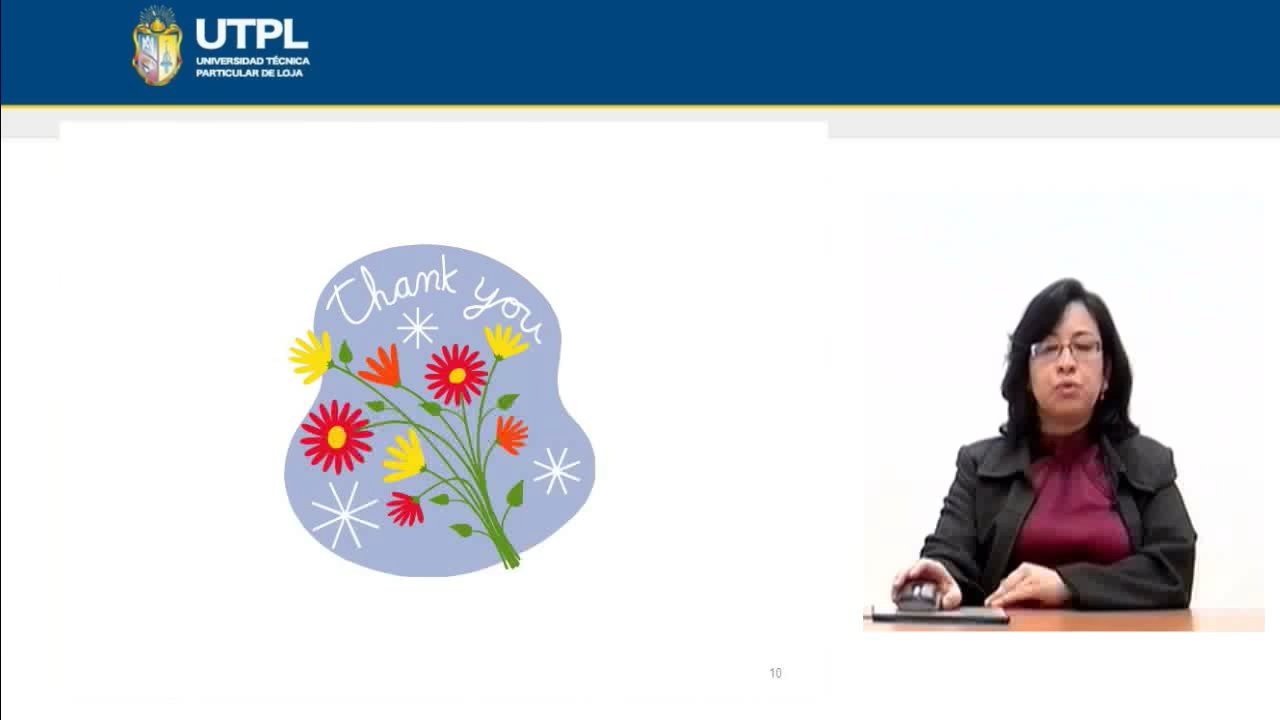 UTPL
UNIVERSIDAD TÉCNICA
PARTICULAR DE LOJA
thank you
10